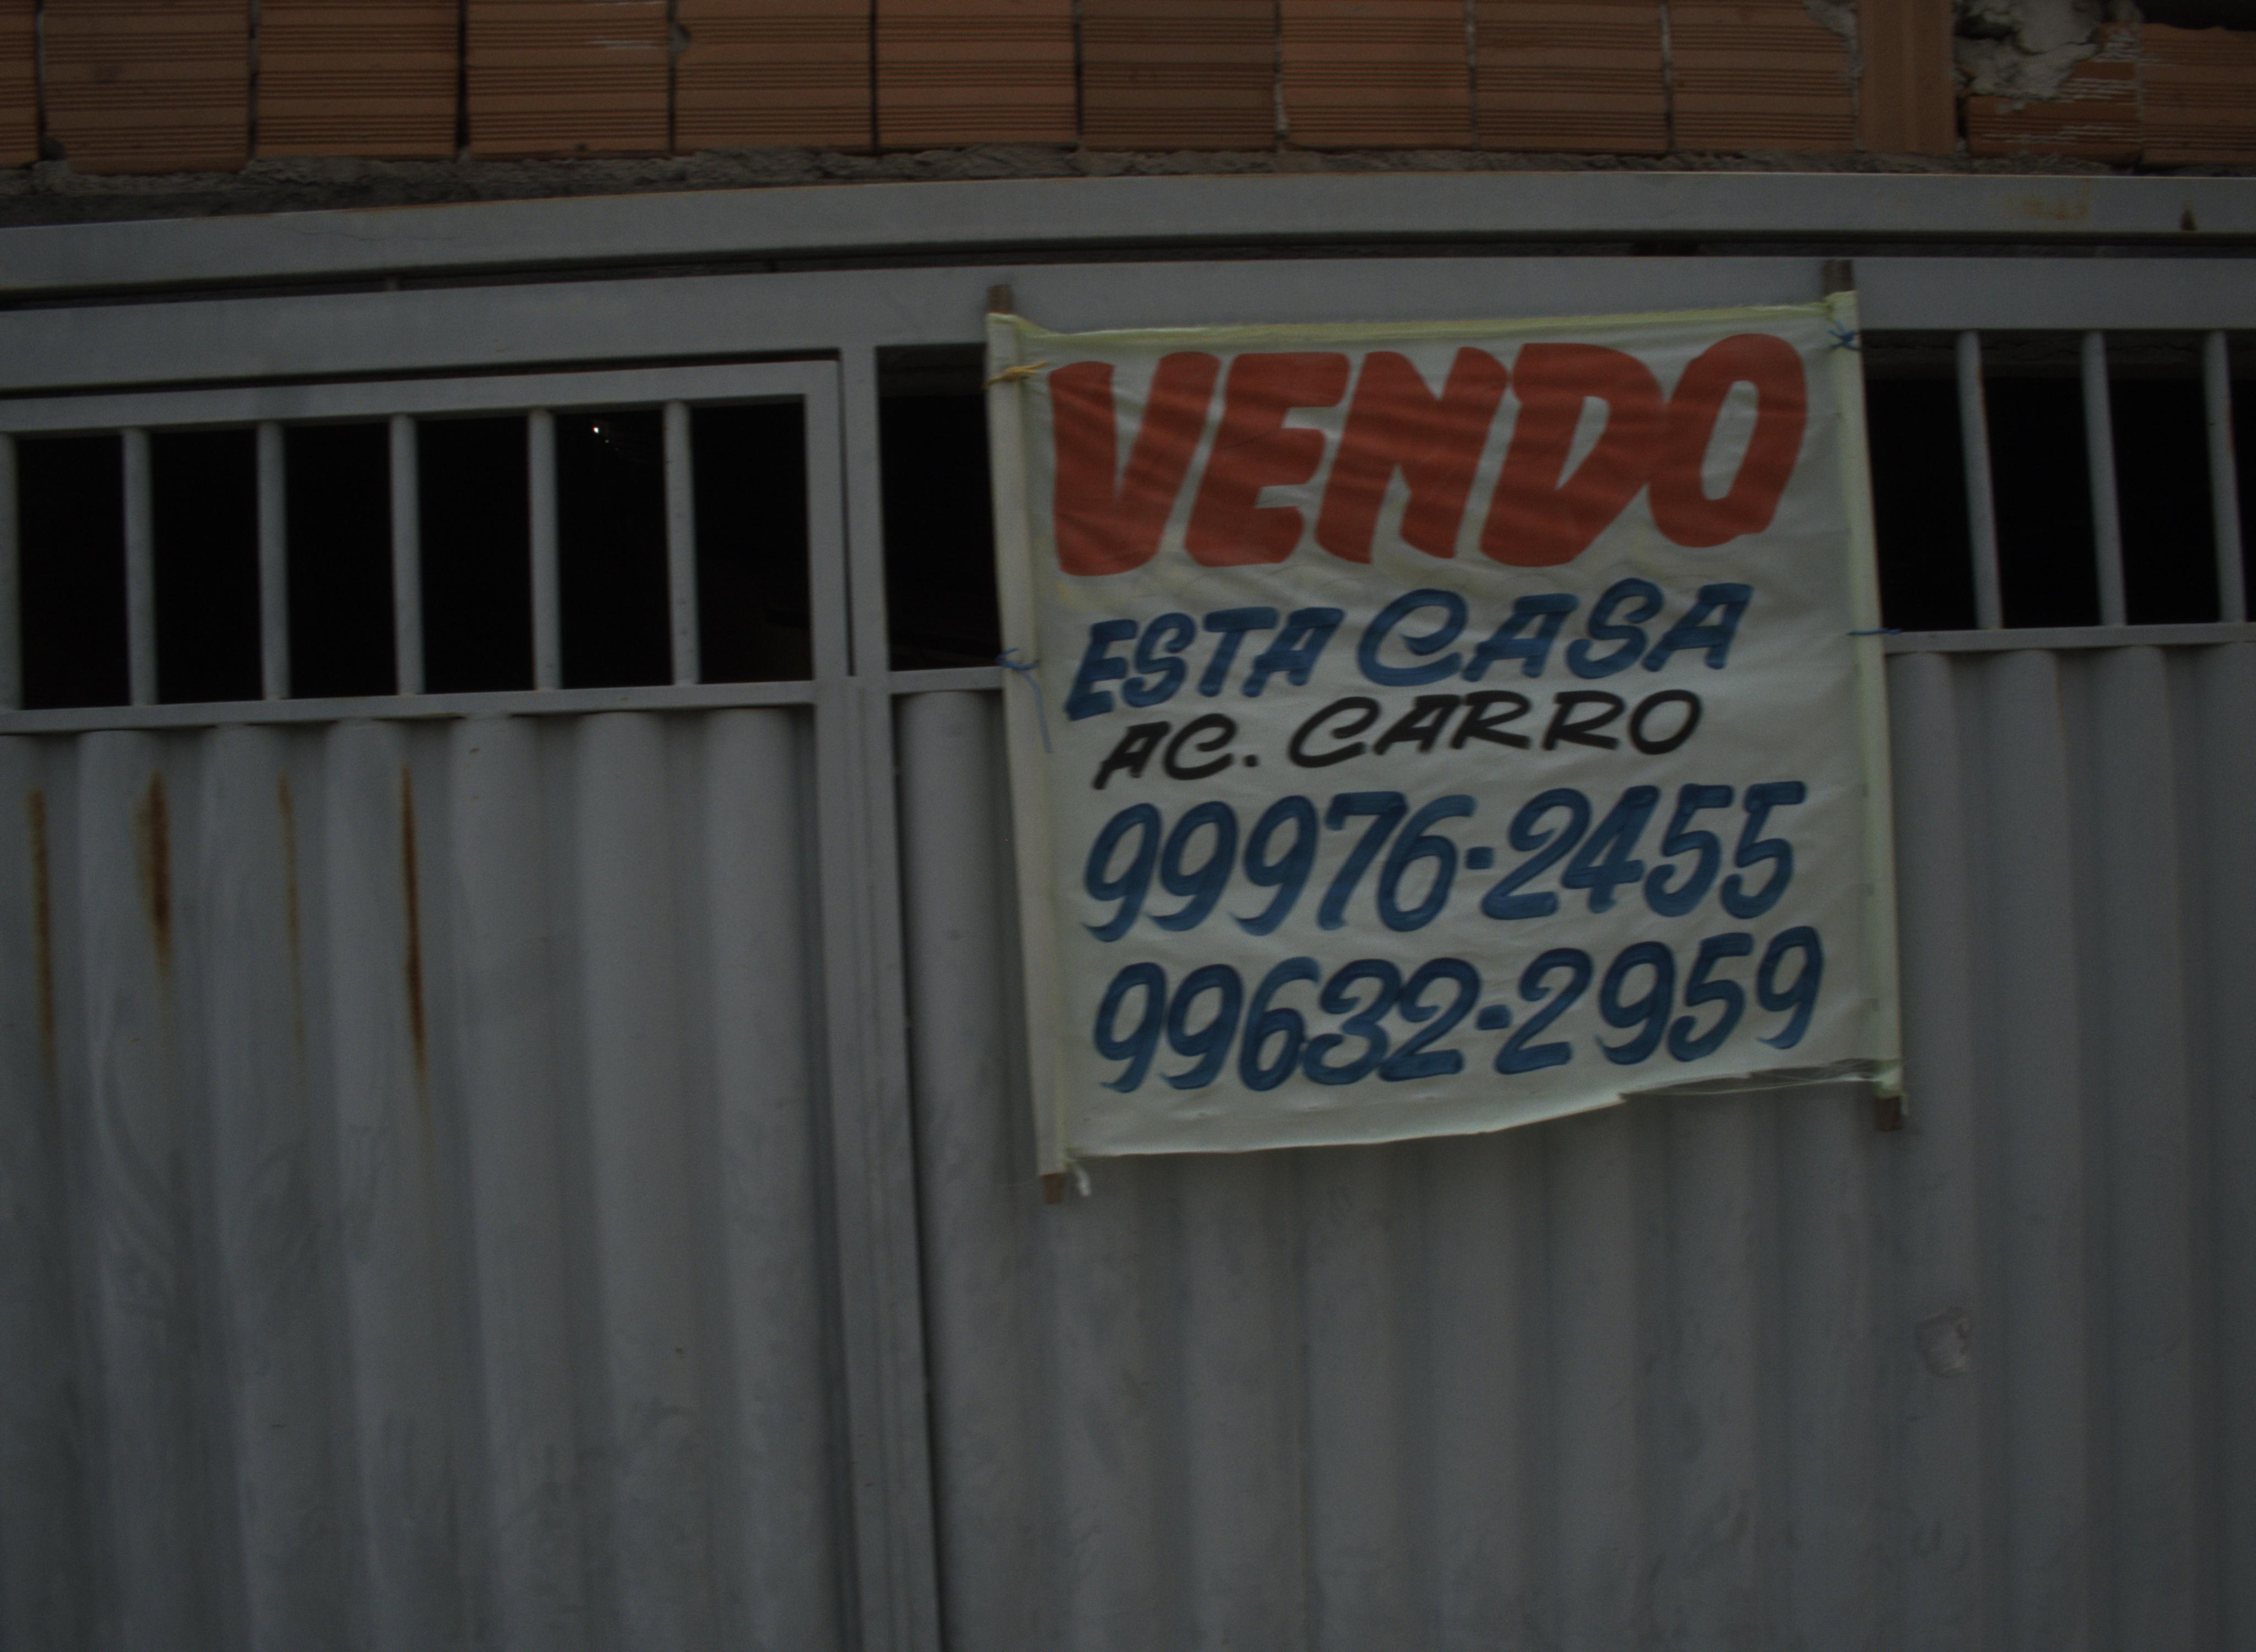 VENDO
ESTA CASA
AC. CARRO
99976-2455
99632-2959